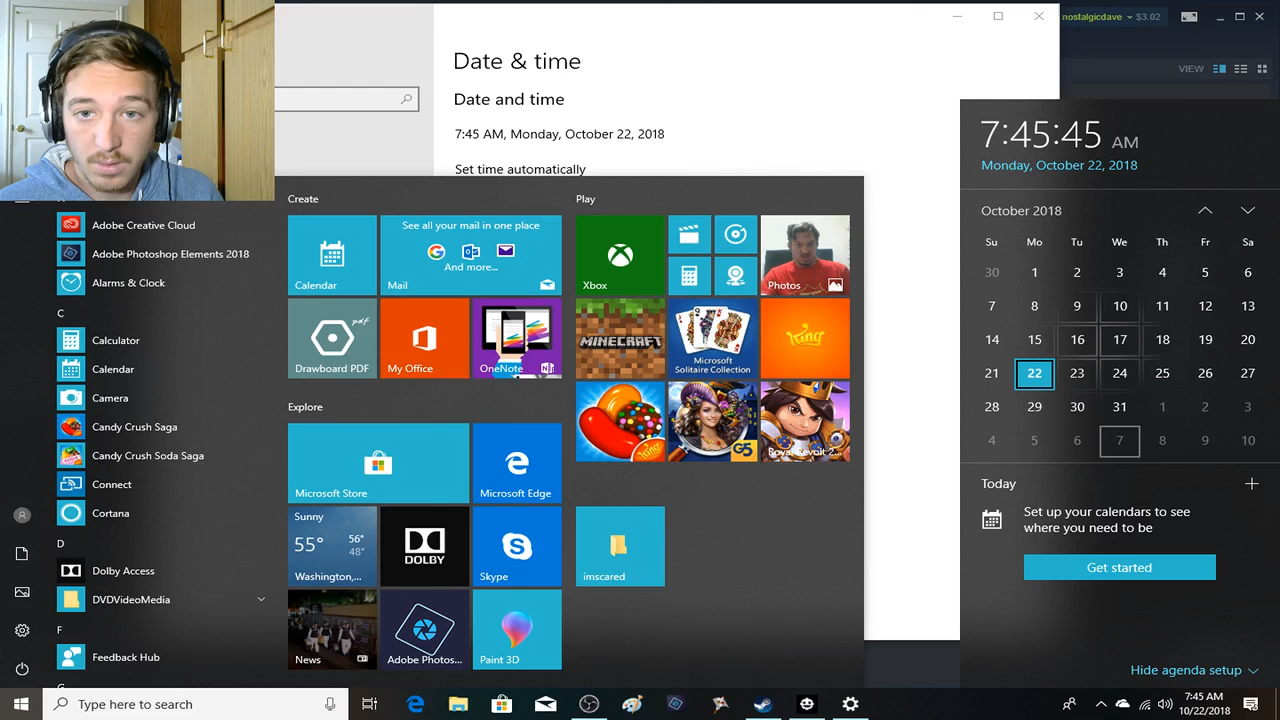 nostalgicdave
$3.02
VIEW
Date & time
Date and time
7:45 AM, Monday, October 22, 2018
Set time automatically
Adobe Creative Cloud
Adobe Photoshop Elements 2018
Alarms & Clock
C
Calculator
Calendar
Camera
Candy Crush Saga
Candy Crush Soda Saga
Connect
Cortana
D
Dolby Access
DVDVideoMedia
F
Feedback Hub
Create
Calendar
See all your mail in one place
And more...
Mail
Drawboard PDF
pdf
My Office
OneNote
Explore
Microsoft Store
Microsoft Edge
Sunny
55°
56°
48°
Washington,...
DOLBY
Skype
News
Adobe Photos...
Paint 3D
Play
Xbox
Photos
MINECRAFT
Microsoft
Solitaire Collection
King
King
G5
Royal Revolt 2...
imscared
7:45:45 AM
Monday, October 22, 2018
October 2018
Su Mo Tu We Th Fr Sa
30 1 2 3 4 5 6
7 8 9 10 11 12 13
14 15 16 17 18 19 20
21 22 23 24 25 26 27
28 29 30 31 1 2 3
4 5 6 7 8 9 10
Today
Set up your calendars to see
where you need to be
Get started
Hide agenda setup
Type here to search
7:45 AM
10/22/2018